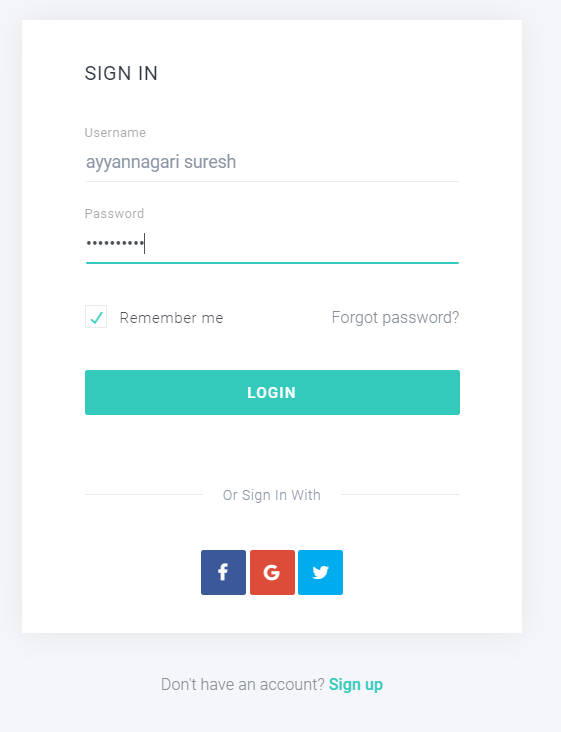 SIGN IN
Username
ayyannagari suresh
Password
••••••••••
Remember me Forgot password?
LOGIN
Or Sign In With
Don't have an account? Sign up